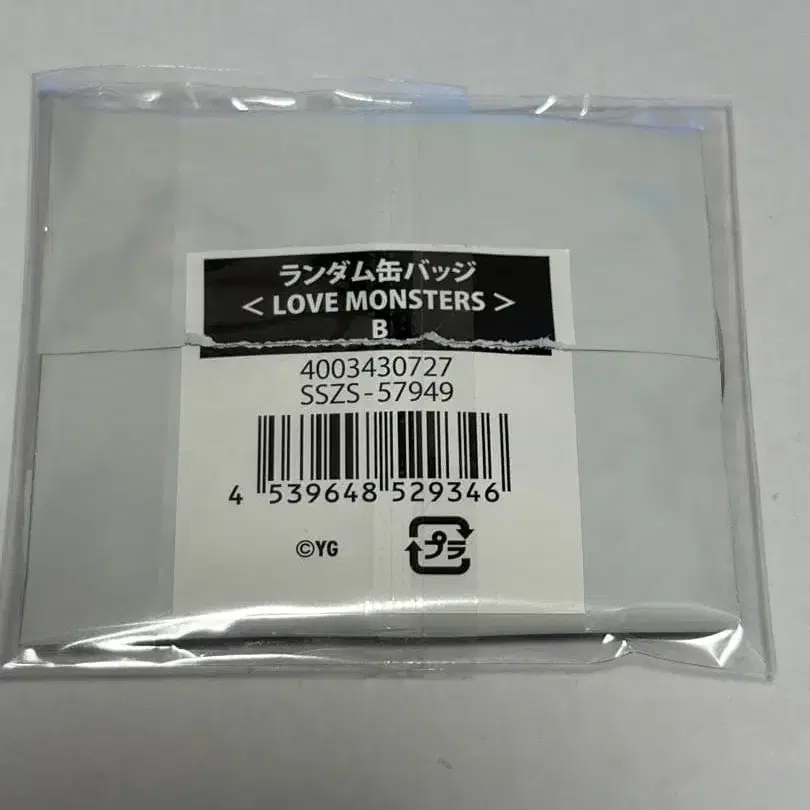 ランダム缶バッジ
< LOVE MONSTERS >
B
4003430727
SSZS-57949
4 539648 529346
©YG
プラ